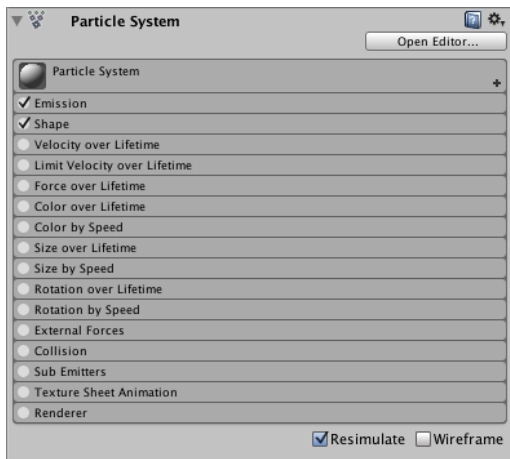 Particle System
Open Editor...
Particle System
Emission
Shape
Velocity over Lifetime
Limit Velocity over Lifetime
Force over Lifetime
Color over Lifetime
Color by Speed
Size over Lifetime
Size by Speed
Rotation over Lifetime
Rotation by Speed
External Forces
Collision
Sub Emitters
Texture Sheet Animation
Renderer
Resimulate Wireframe